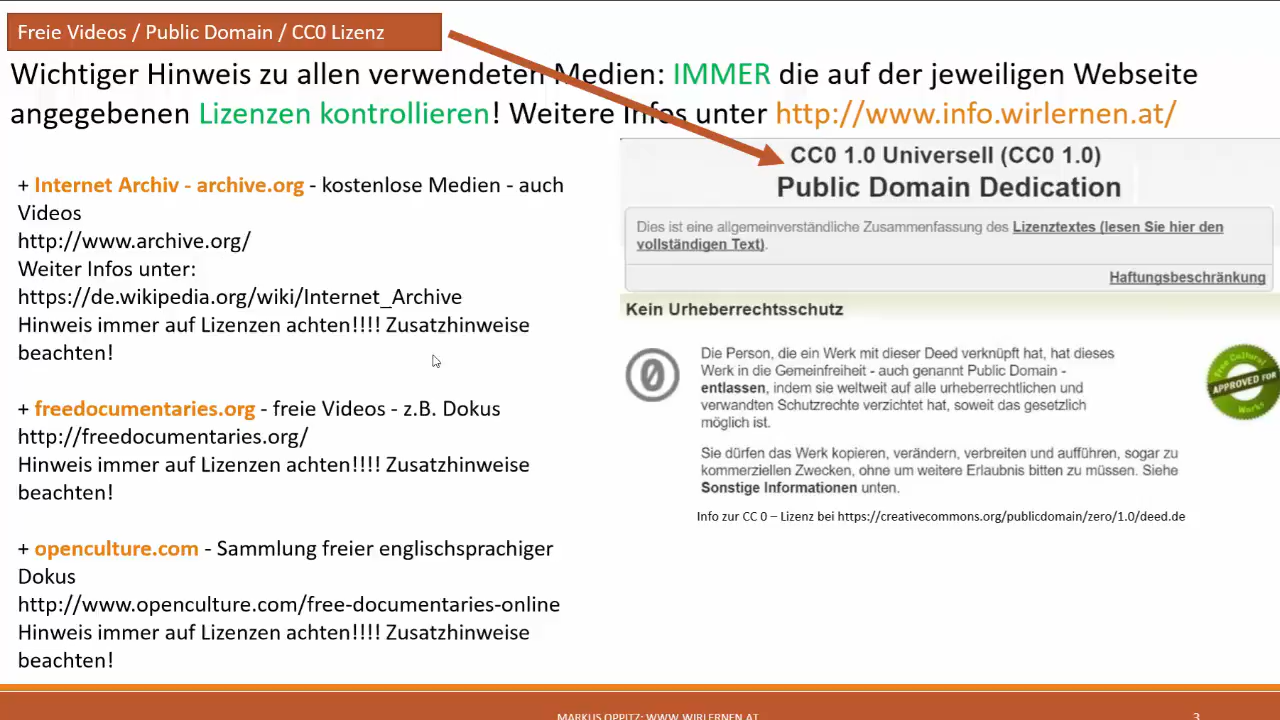 Freie Videos / Public Domain / CC0 Lizenz
Wichtiger Hinweis zu allen verwendeten Medien: IMMER die auf der jeweiligen Webseite
angegebenen Lizenzen kontrollieren! Weitere Infos unter http://www.info.wirlernen.at/
+ Internet Archiv - archive.org - kostenlose Medien - auch
Videos
http://www.archive.org/
Weiter Infos unter:
https://de.wikipedia.org/wiki/Internet_Archive
Hinweis immer auf Lizenzen achten!!!! Zusatzhinweise
beachten!
+ freedocumentaries.org - freie Videos - z.B. Dokus
http://freedocumentaries.org/
Hinweis immer auf Lizenzen achten!!!! Zusatzhinweise
beachten!
+ openculture.com - Sammlung freier englischsprachiger
Dokus
http://www.openculture.com/free-documentaries-online
Hinweis immer auf Lizenzen achten!!!! Zusatzhinweise
beachten!
CC0 1.0 Universell (CC0 1.0)
Public Domain Dedication
Dies ist eine allgemeinverständliche Zusammenfassung des Lizenztextes (lesen Sie hier den
vollständigen Text).
Haftungsbeschränkung
Kein Urheberrechtsschutz
0
Die Person, die ein Werk mit dieser Deed verknüpft hat, hat dieses
Werk in die Gemeinfreiheit - auch genannt Public Domain -
entlassen, indem sie weltweit auf alle urheberrechtlichen und
verwandten Schutzrechte verzichtet hat, soweit das gesetzlich
möglich ist.
Free Cultural
APPROVED FOR
Works
Sie dürfen das Werk kopieren, verändern, verbreiten und aufführen, sogar zu
kommerziellen Zwecken, ohne um weitere Erlaubnis bitten zu müssen. Siehe
Sonstige Informationen unten.
Info zur CC 0 – Lizenz bei https://creativecommons.org/publicdomain/zero/1.0/deed.de
MARKUS OPPITZ: WWW.WIRLERNEN.AT
3